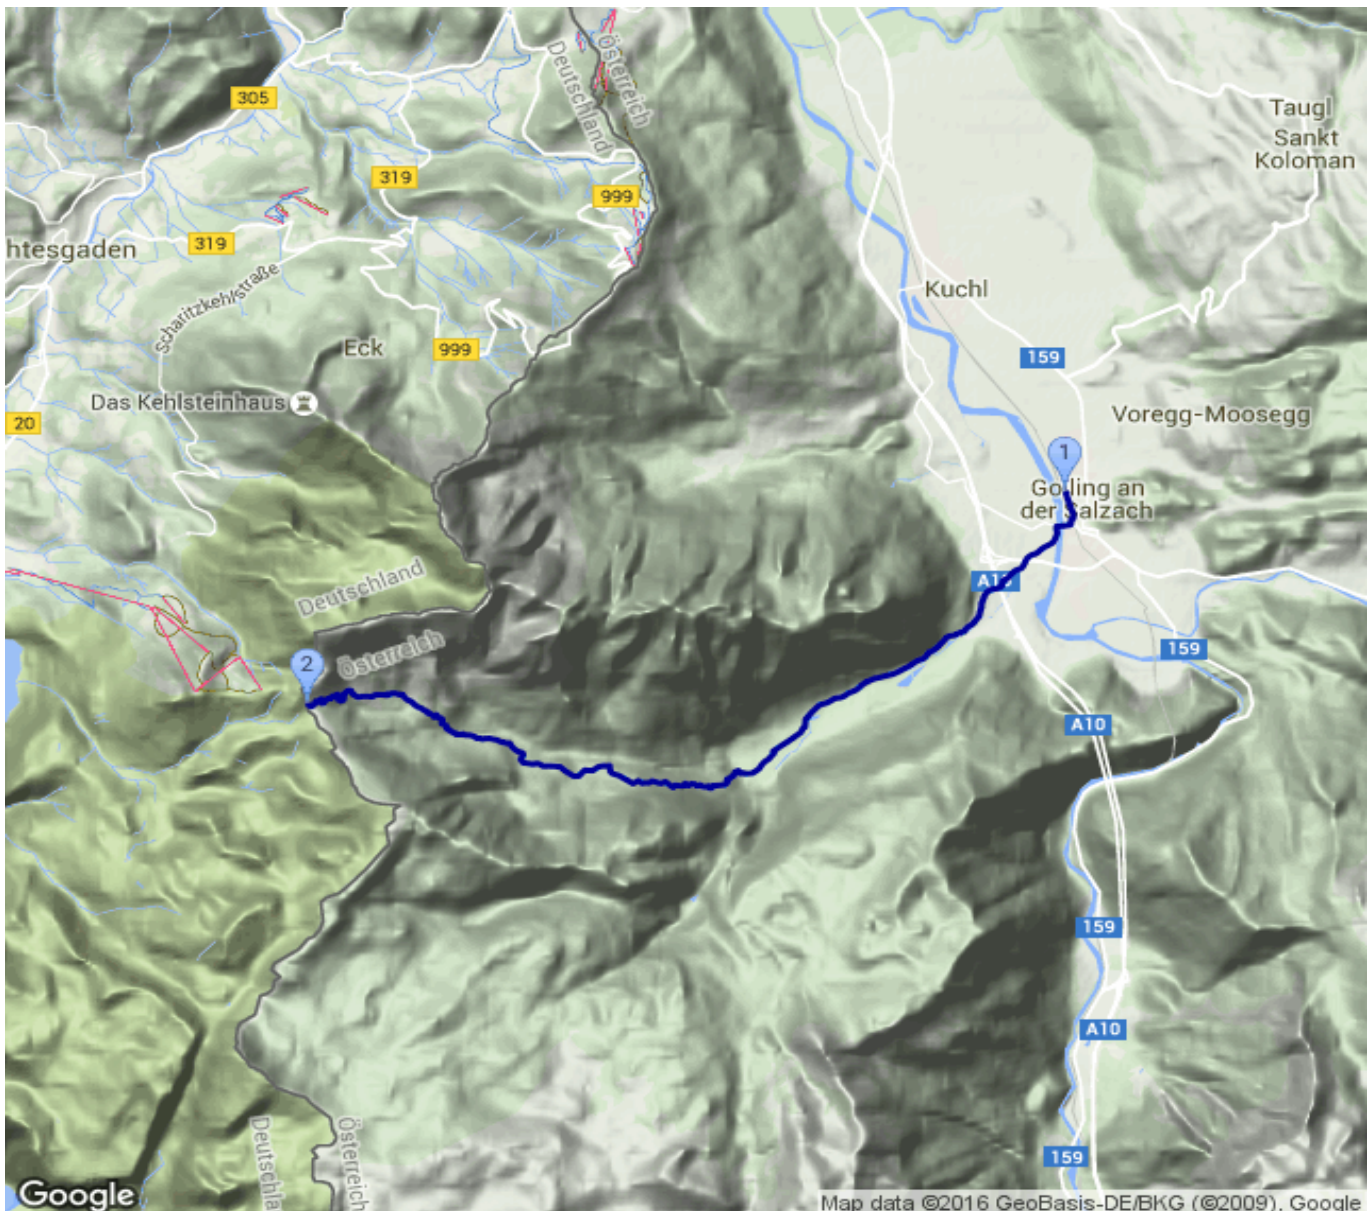 305
Österreich
Deutschland
Taugl
Sankt
Koloman
319
999
319
htesgaden
Scharitzkehlstraße
Kuchl
Eck
999
159
Das Kehlsteinhaus
20
Voregg-Moosegg
1
Golling an
der Salzach
Deutschland
A10
Österreich
159
2
A10
159
A10
Deutschla
Österreich
159
Google
Map data ©2016 GeoBasis-DE/BKG (©2009), Google